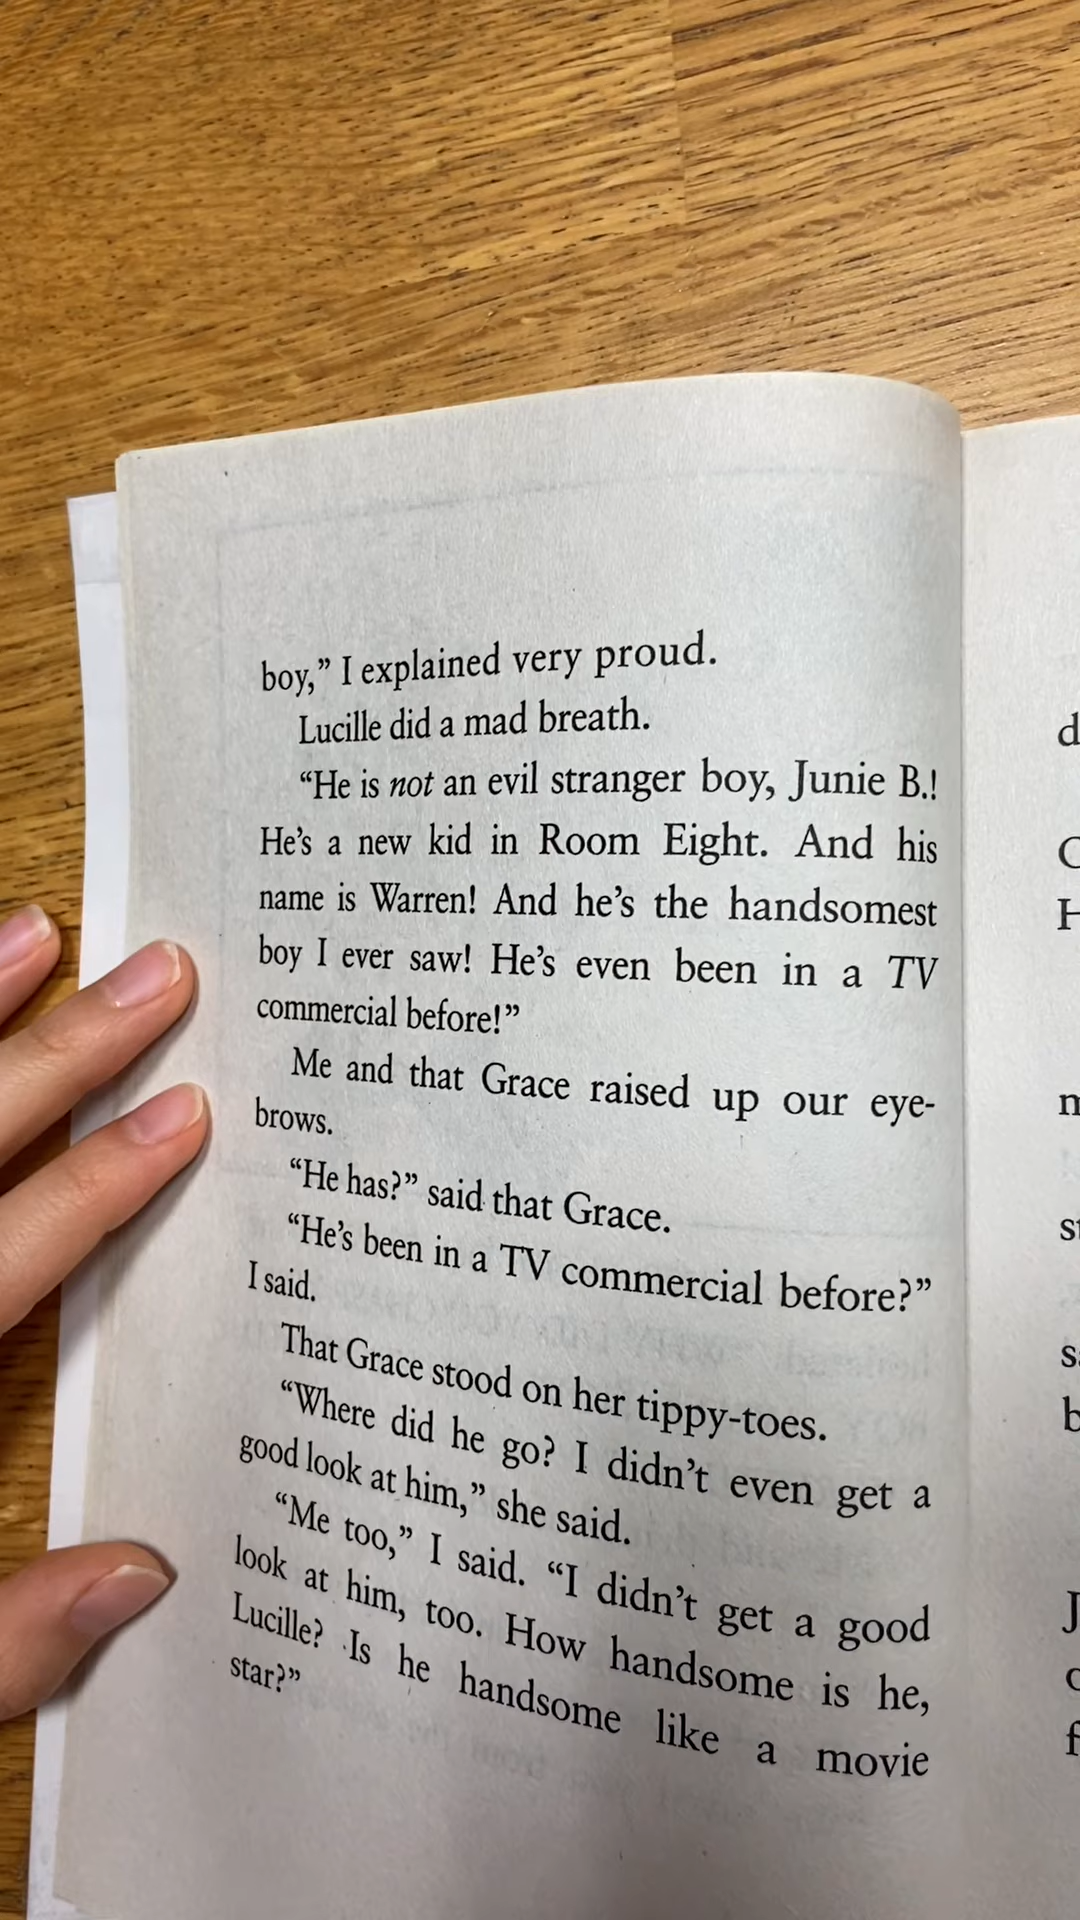 boy,” I explained very proud.
Lucille did a mad breath.
“He is not an evil stranger boy, Junie B.!
He’s a new kid in Room Eight. And his
name is Warren! And he’s the handsomest
boy I ever saw! He’s even been in a TV
commercial before!”
Me and that Grace raised up our eye-
brows.
“He has?” said that Grace.
“He’s been in a TV commercial before?”
I said.
That Grace stood on her tippy-toes.
“Where did he go? I didn’t even get a
good look at him,” she said.
“Me too,” I said. “I didn’t get a good
look at him, too. How handsome is he,
Lucille? Is he handsome like a movie
star?”